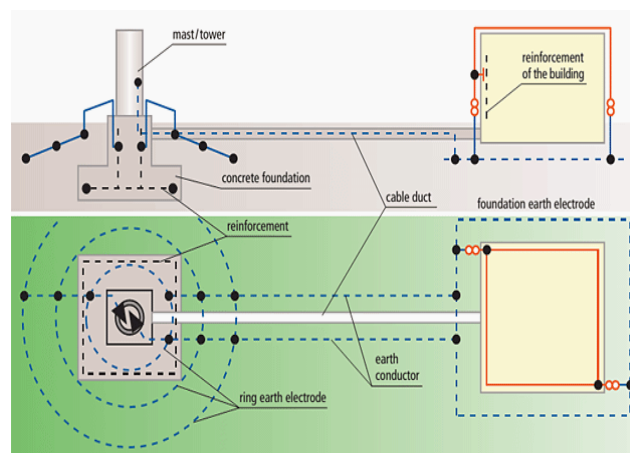 mast/tower
reinforcement
of the building
concrete foundation
cable duct
foundation earth electrode
reinforcement
earth
conductor
ring earth electrode